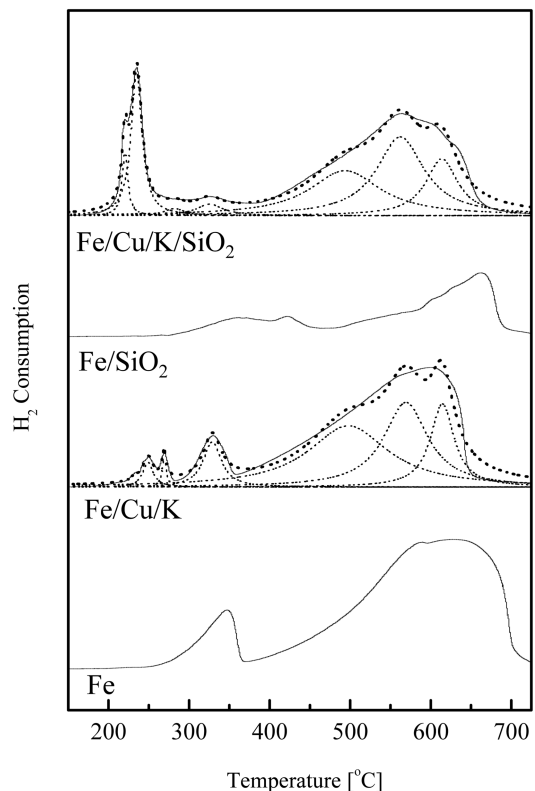 Fe/Cu/K/SiO₂
Fe/SiO₂
Fe/Cu/K
Fe
H₂ Consumption
200 300 400 500 600 700
Temperature [°C]